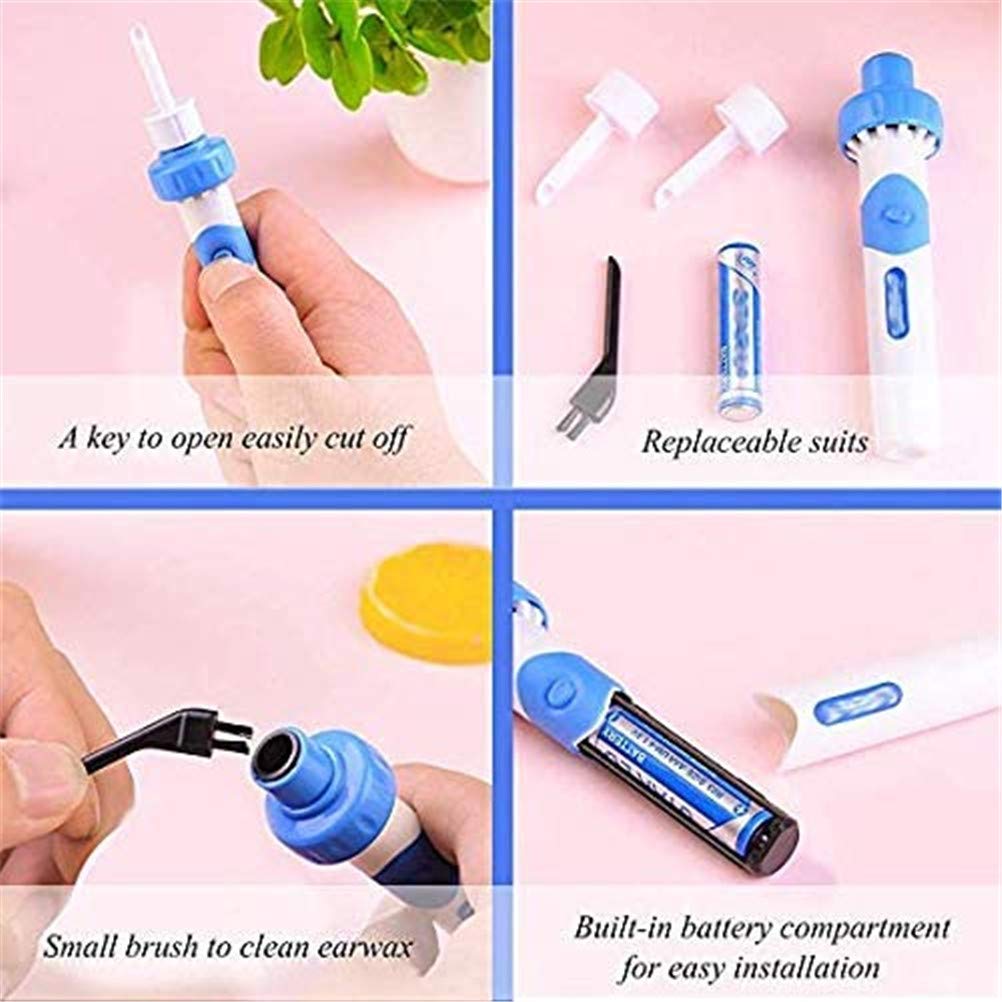 A key to open easily cut off
Replaceable suits
Small brush to clean earwax
Built-in battery compartment
for easy installation
BATTERY